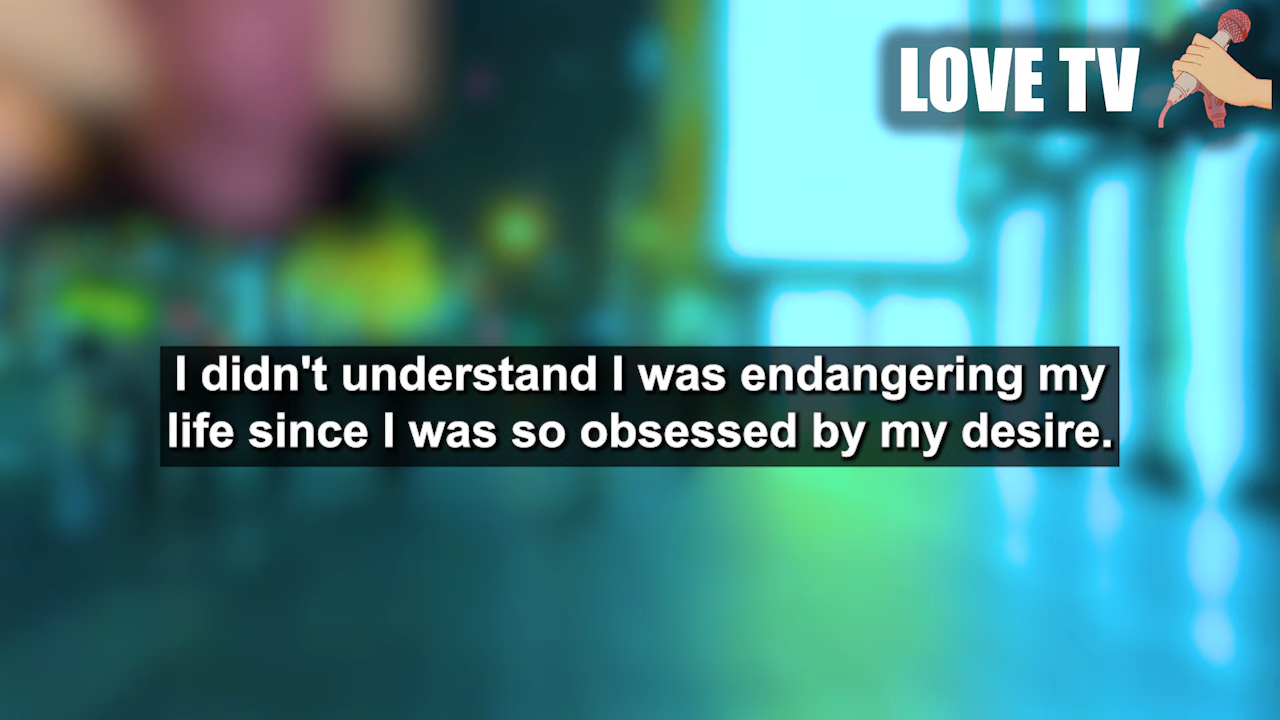 LOVE TV
I didn't understand I was endangering my
life since I was so obsessed by my desire.